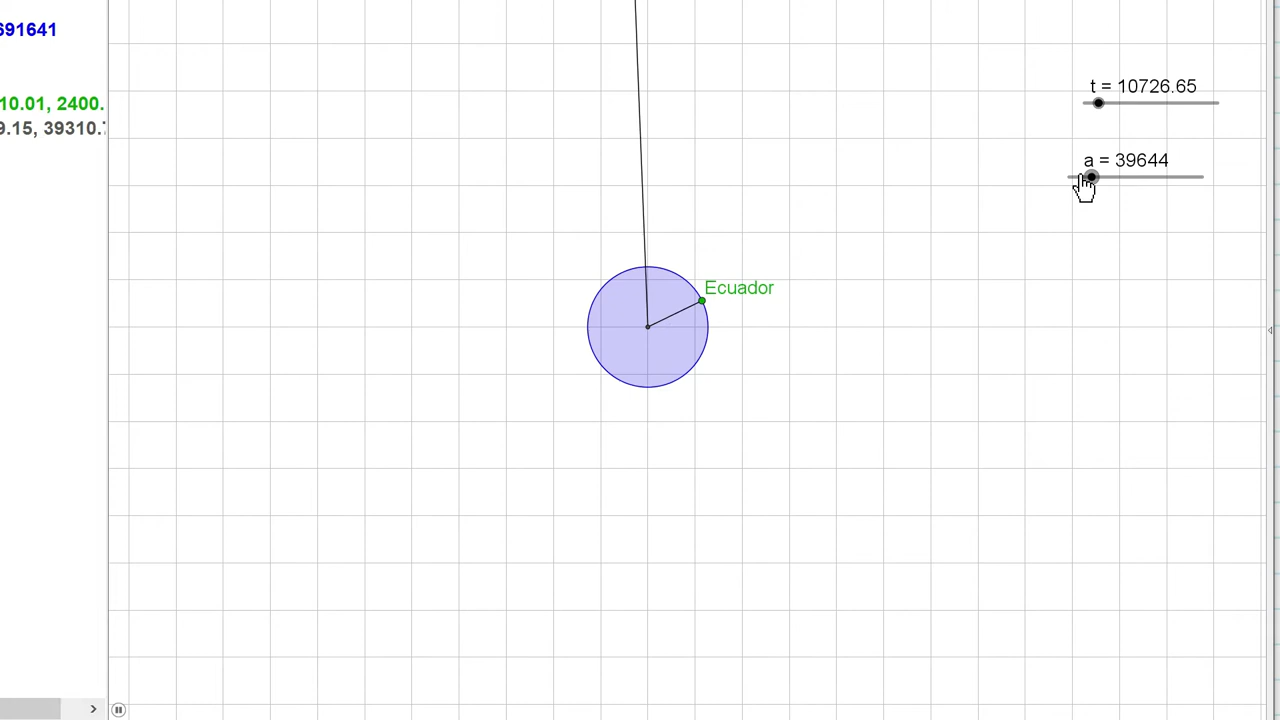 691641
10.01, 2400.
9.15, 39310.
t = 10726.65
a = 39644
Ecuador